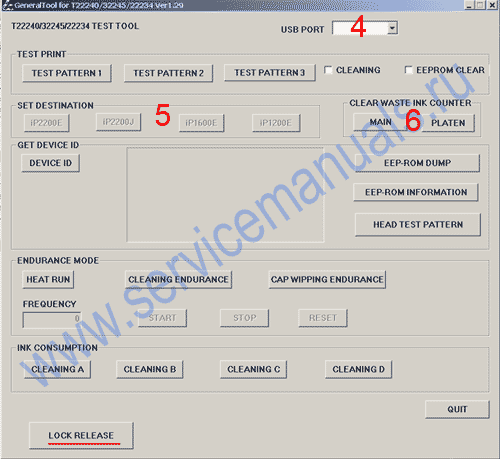 GeneralTool for T22240/32245/22234 Ver1.29
T22240/32245/22234 TEST TOOL
USB PORT 4
TEST PRINT
TEST PATTERN 1 TEST PATTERN 2 TEST PATTERN 3 CLEANING EEPROM CLEAR
SET DESTINATION 5 CLEAR WASTE INK COUNTER
iP2200E iP2200J iP1600E iP1200E MAIN 6 PLATEN
GET DEVICE ID
DEVICE ID EEP-ROM DUMP
EEP-ROM INFORMATION
HEAD TEST PATTERN
ENDURANCE MODE
HEAT RUN CLEANING ENDURANCE CAP WIPPING ENDURANCE
FREQUENCY
0 START STOP RESET
INK CONSUMPTION
CLEANING A CLEANING B CLEANING C CLEANING D
QUIT
LOCK RELEASE
www.servicemanuals.ru